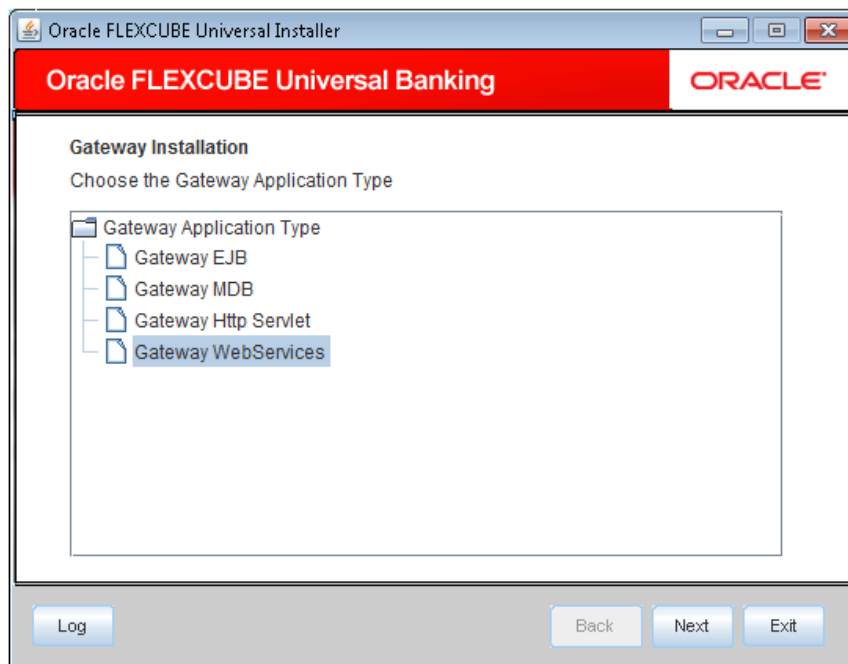 Oracle FLEXCUBE Universal Installer
Oracle FLEXCUBE Universal Banking
ORACLE
Gateway Installation
Choose the Gateway Application Type
Gateway Application Type
Gateway EJB
Gateway MDB
Gateway Http Servlet
Gateway WebServices
Log
Back
Next
Exit